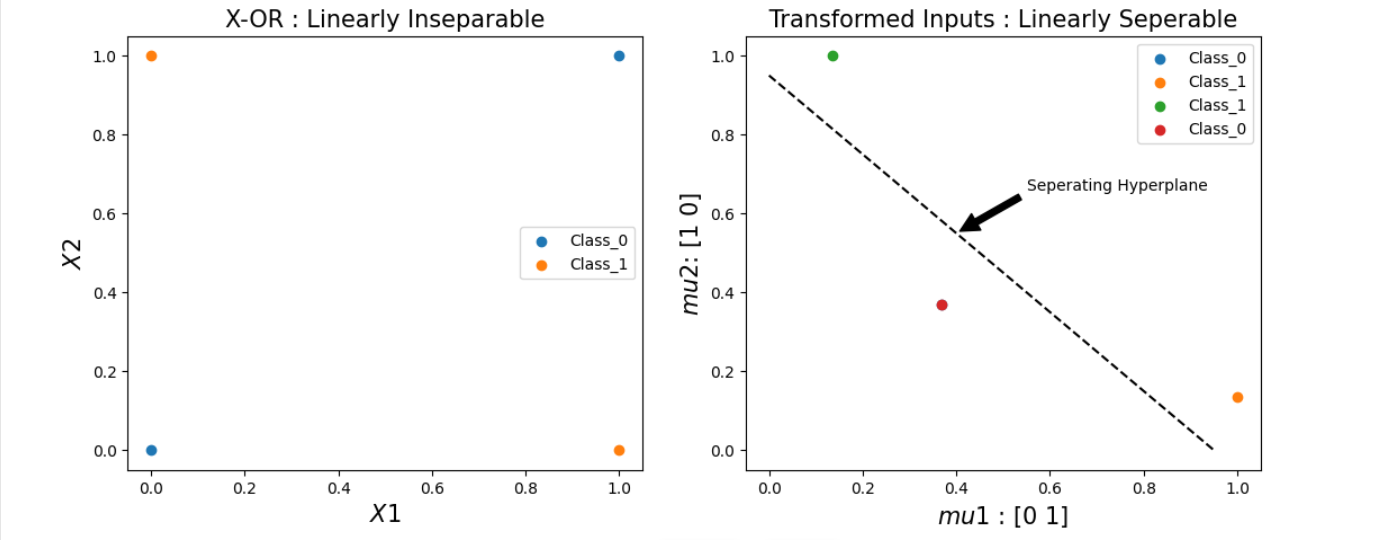 X-OR : Linearly Inseparable
1.0
0.8
0.6
0.4
0.2
0.0
X2
Class_0
Class_1
0.0 0.2 0.4 0.6 0.8 1.0
X1
Transformed Inputs : Linearly Seperable
1.0
0.8
0.6
0.4
0.2
0.0
mu2: [1 0]
Class_0
Class_1
Class_1
Class_0
Seperating Hyperplane
0.0 0.2 0.4 0.6 0.8 1.0
mu1 : [0 1]